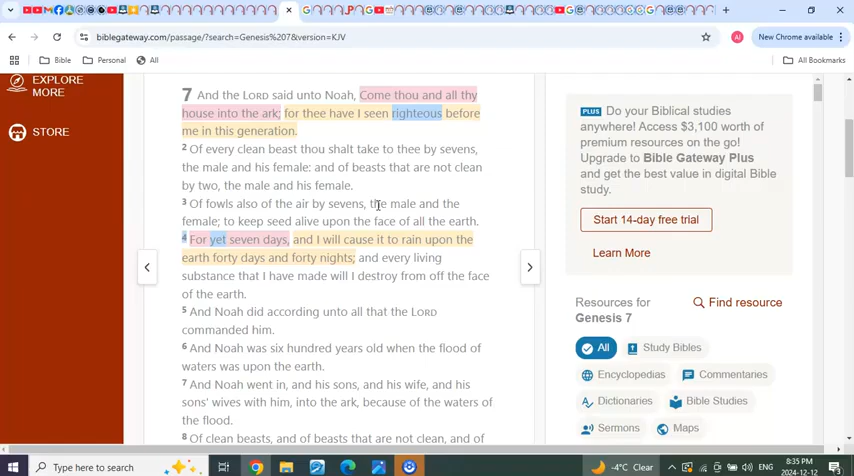 biblegateway.com/passage/?search=Genesis%207&version=KJV
AI
New Chrome available
Bible
Personal
All
All Bookmarks
EXPLORE
MORE
STORE
7 And the LORD said unto Noah, Come thou and all thy
house into the ark; for thee have I seen righteous before
me in this generation.
2 Of every clean beast thou shalt take to thee by sevens,
the male and his female: and of beasts that are not clean
by two, the male and his female.
3 Of fowls also of the air by sevens, the male and the
female; to keep seed alive upon the face of all the earth.
4 For yet seven days, and I will cause it to rain upon the
earth forty days and forty nights; and every living
substance that I have made will I destroy from off the face
of the earth.
5 And Noah did according unto all that the LORD
commanded him.
6 And Noah was six hundred years old when the flood of
waters was upon the earth.
7 And Noah went in, and his sons, and his wife, and his
sons' wives with him, into the ark, because of the waters of
the flood.
8 Of clean beasts, and of beasts that are not clean, and of
PLUS Do your Biblical studies
anywhere! Access $3,100 worth of
premium resources on the go!
Upgrade to Bible Gateway Plus
and get the best value in digital Bible
study.
Start 14-day free trial
Learn More
Resources for
Genesis 7
Find resource
All
Study Bibles
Encyclopedias
Commentaries
Dictionaries
Bible Studies
Sermons
Maps
Type here to search
-4°C Clear
ENG
8:35 PM
2024-12-12
3